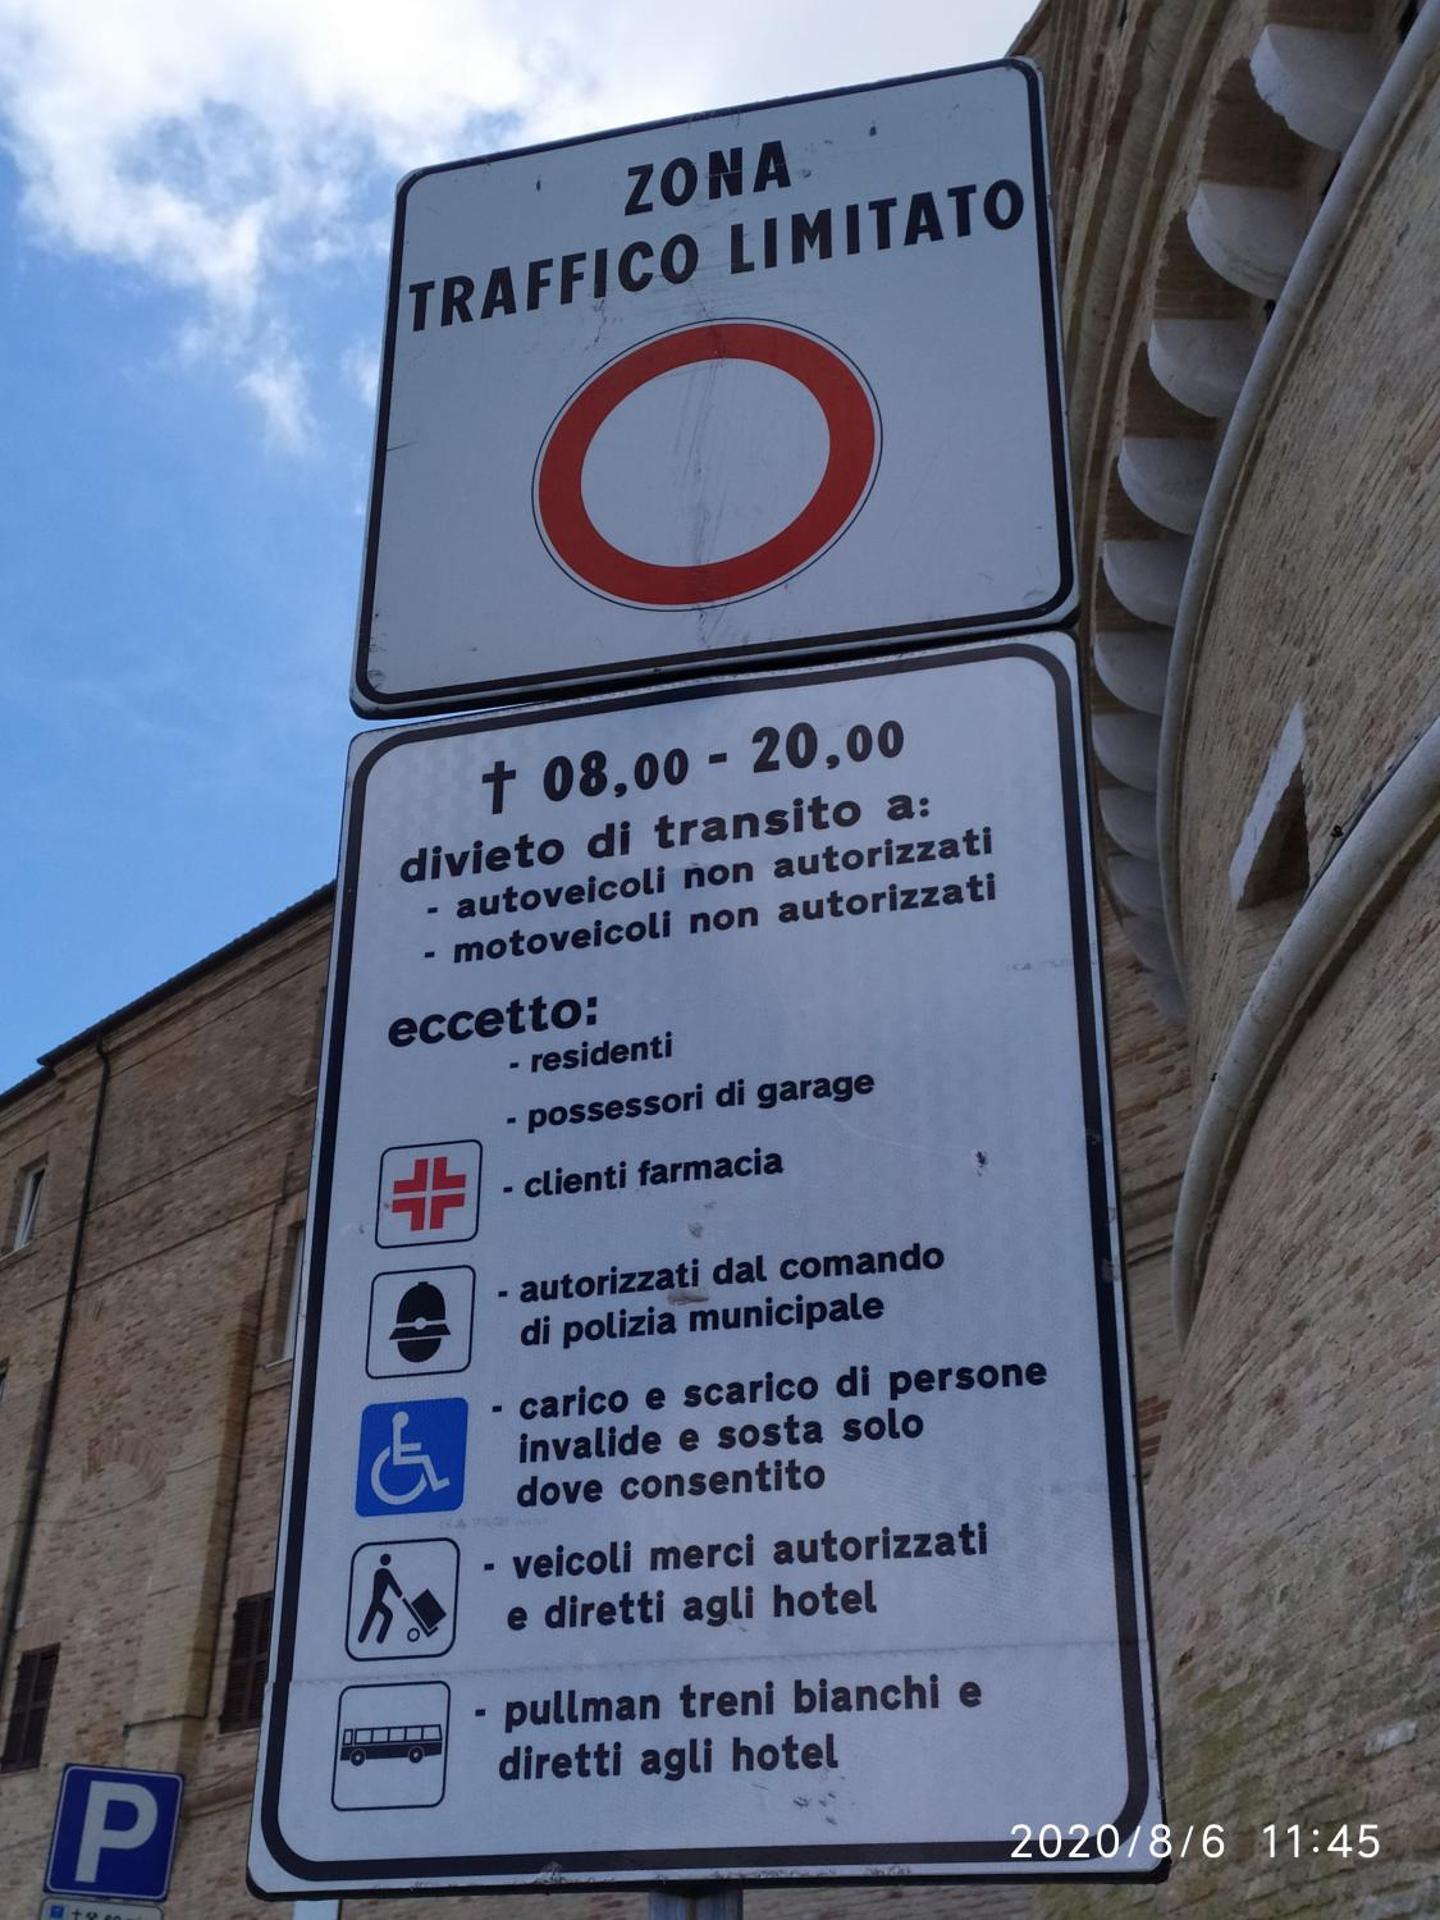 ZONA
TRAFFICO LIMITATO
† 08,00 - 20,00
divieto di transito a:
- autoveicoli non autorizzati
- motoveicoli non autorizzati
eccetto:
- residenti
- possessori di garage
- clienti farmacia
- autorizzati dal comando
di polizia municipale
- carico e scarico di persone
invalide e sosta solo
dove consentito
- veicoli merci autorizzati
e diretti agli hotel
- pullman treni bianchi e
diretti agli hotel
P
2020/8/6 11:45